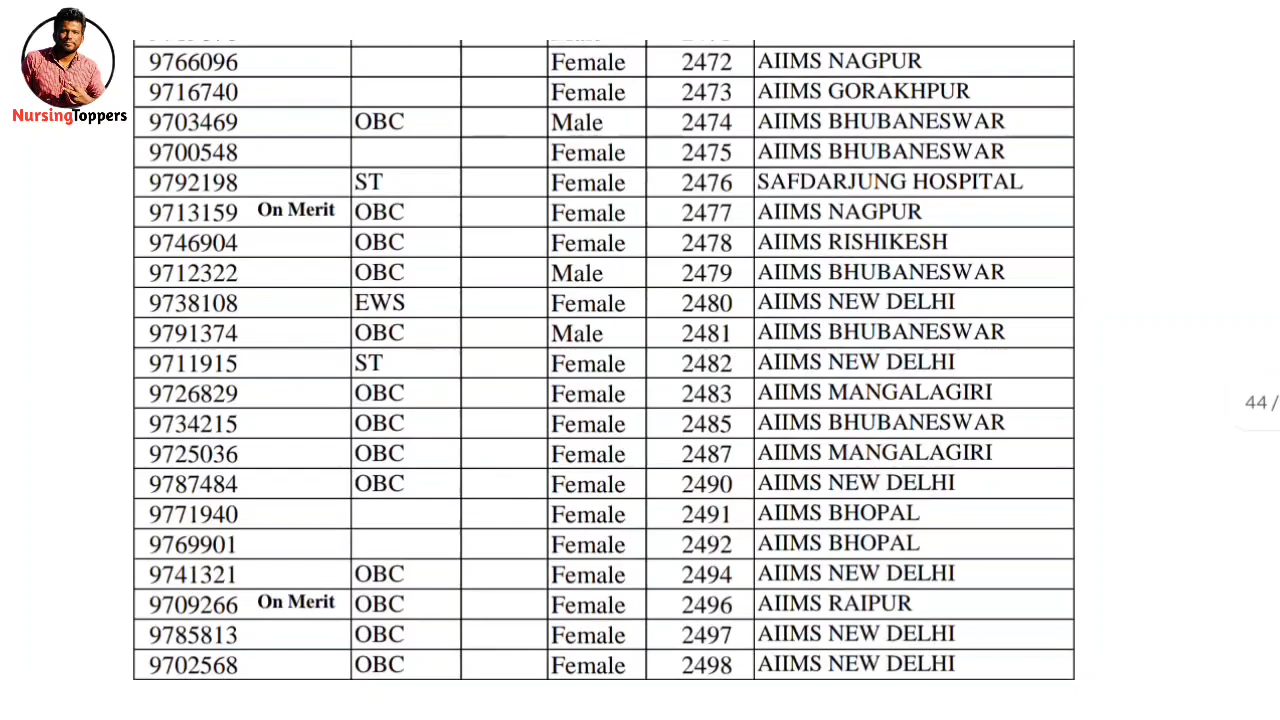 NursingToppers
9766096 Female 2472 AIIMS NAGPUR
9716740 Female 2473 AIIMS GORAKHPUR
9703469 OBC Male 2474 AIIMS BHUBANESWAR
9700548 Female 2475 AIIMS BHUBANESWAR
9792198 ST Female 2476 SAFDARJUNG HOSPITAL
9713159 On Merit OBC Female 2477 AIIMS NAGPUR
9746904 OBC Female 2478 AIIMS RISHIKESH
9712322 OBC Male 2479 AIIMS BHUBANESWAR
9738108 EWS Female 2480 AIIMS NEW DELHI
9791374 OBC Male 2481 AIIMS BHUBANESWAR
9711915 ST Female 2482 AIIMS NEW DELHI
9726829 OBC Female 2483 AIIMS MANGALAGIRI
9734215 OBC Female 2485 AIIMS BHUBANESWAR
9725036 OBC Female 2487 AIIMS MANGALAGIRI
9787484 OBC Female 2490 AIIMS NEW DELHI
9771940 Female 2491 AIIMS BHOPAL
9769901 Female 2492 AIIMS BHOPAL
9741321 OBC Female 2494 AIIMS NEW DELHI
9709266 On Merit OBC Female 2496 AIIMS RAIPUR
9785813 OBC Female 2497 AIIMS NEW DELHI
9702568 OBC Female 2498 AIIMS NEW DELHI
44 /